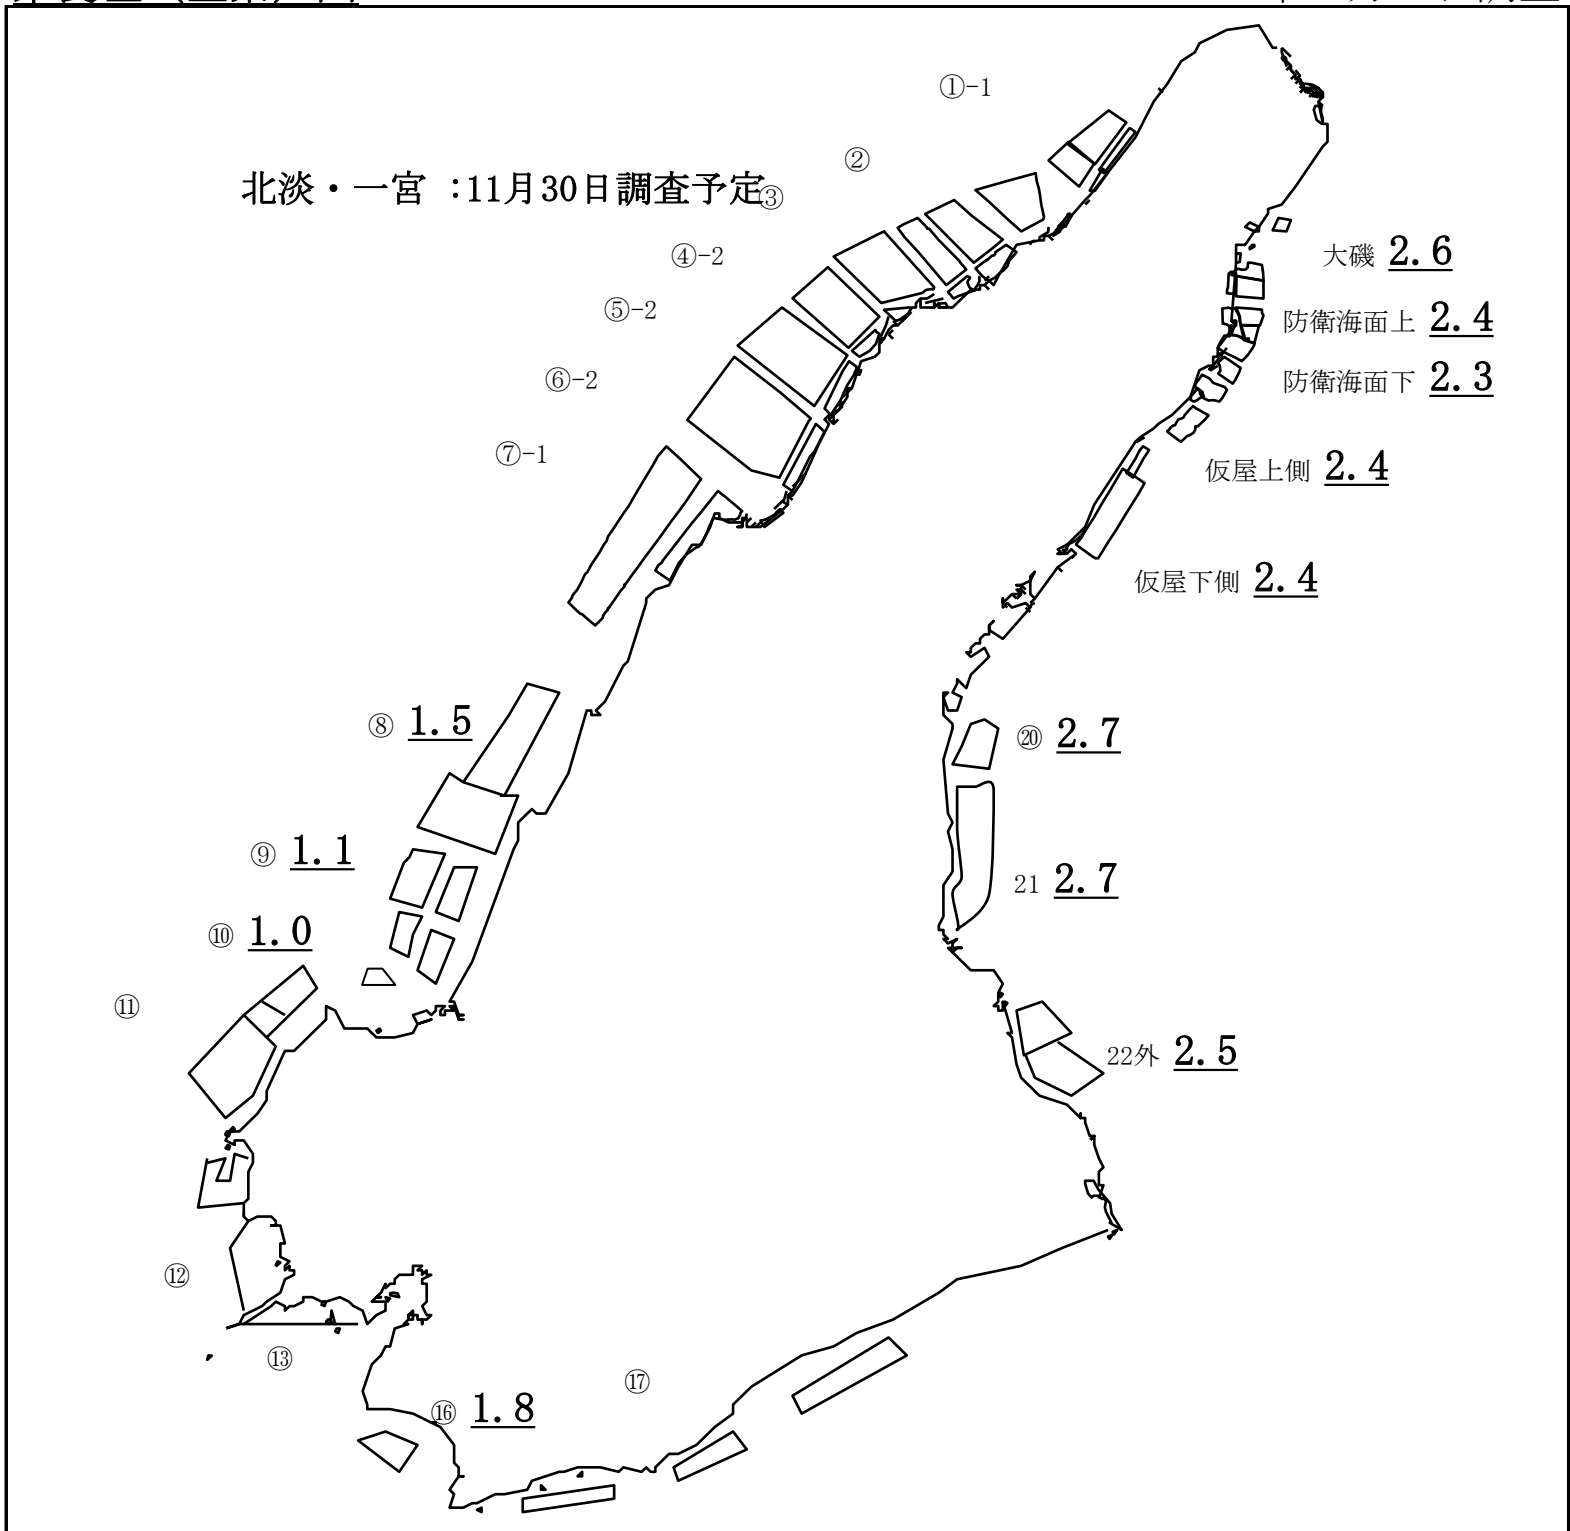 ①-1
②
北淡・一宮 :11月30日調査予定
③
④-2
大磯 2.6
⑤-2
防衛海面上 2.4
⑥-2
防衛海面下 2.3
⑦-1
仮屋上側 2.4
仮屋下側 2.4
⑧ 1.5
⑳ 2.7
⑨ 1.1
21 2.7
⑩ 1.0
⑪
22外 2.5
⑫
⑬
⑰
⑯ 1.8